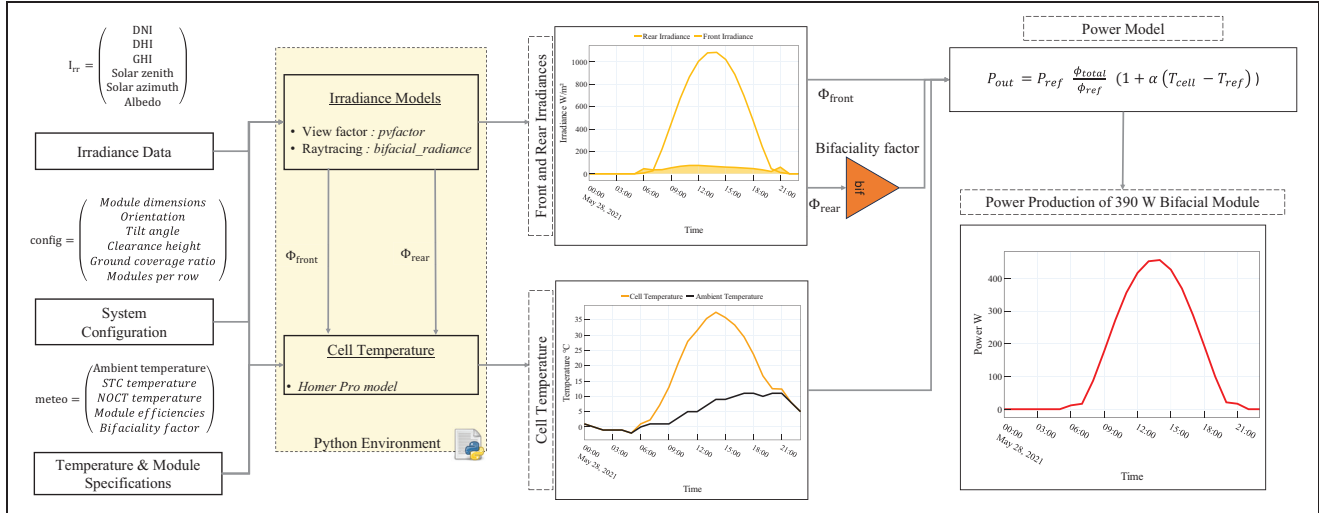 DNI
DHI
GHI
Solar zenith
Solar azimuth
Albedo
I_rr =
Irradiance Data
config =
Module dimensions
Orientation
Tilt angle
Clearance height
Ground coverage ratio
Modules per row
System
Configuration
meteo =
Ambient temperature
STC temperature
NOCT temperature
Module efficiencies
Bifaciality factor
Temperature & Module
Specifications
Irradiance Models
• View factor : pvfactor
• Raytracing : bifacial_radiance
Φfront
Φrear
Cell Temperature
• Homer Pro model
Python Environment
Front and Rear Irradiances
Rear Irradiance Front Irradiance
Irradiance W/m²
1000
800
600
400
200
0
00:00 03:00 06:00 09:00 12:00 15:00 18:00 21:00
May 28, 2021
Time
Cell Temperature
Cell Temperature Ambient Temperature
Temperature °C
35
30
25
20
15
10
5
0
00:00 03:00 06:00 09:00 12:00 15:00 18:00 21:00
May 28, 2021
Time
Φfront
Bifaciality factor
bif
Φrear
Power Model
P_out = P_ref ϕ_total/ϕ_ref (1 + α (T_cell − T_ref) )
Power Production of 390 W Bifacial Module
Power W
400
300
200
100
0
00:00 03:00 06:00 09:00 12:00 15:00 18:00 21:00
May 28, 2021
Time